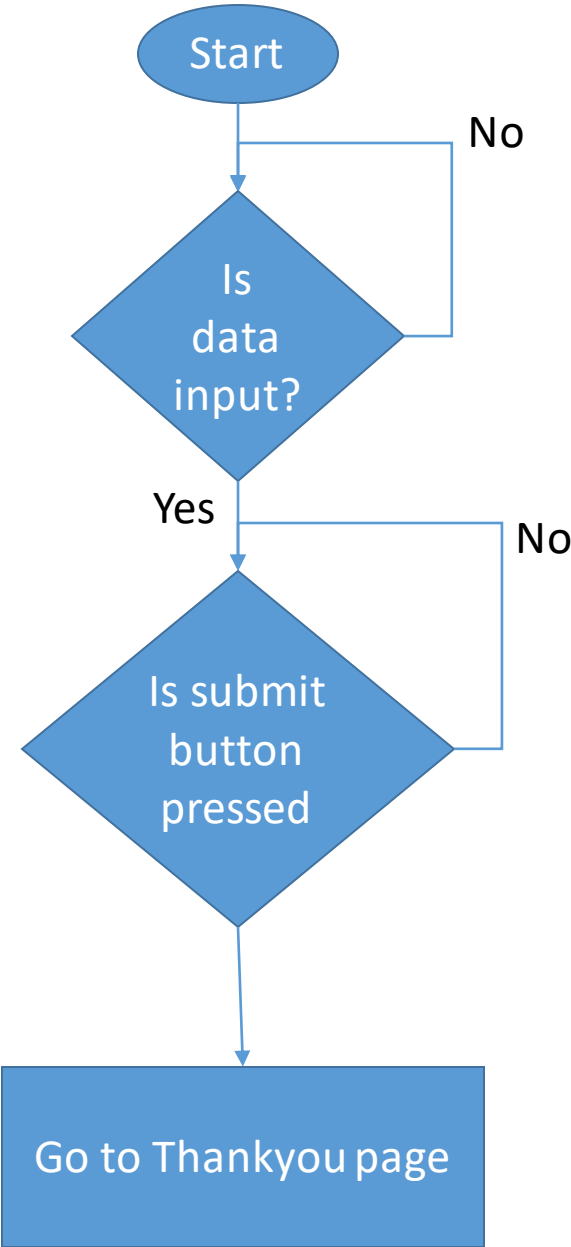 Start
No
Is
data
input?
Yes
No
Is submit
button
pressed
Go to Thankyou page